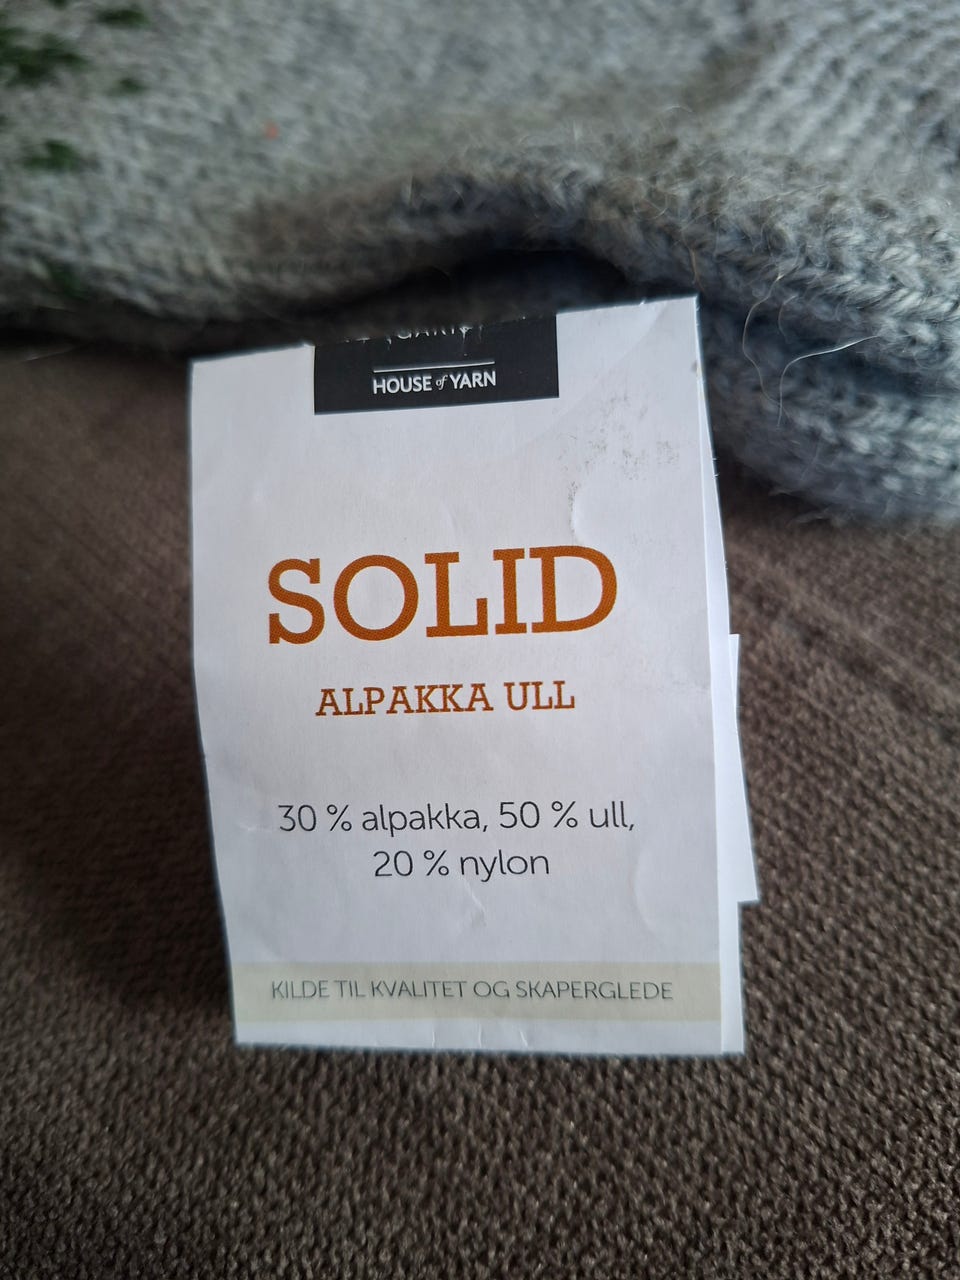 HOUSE of YARN
SOLID
ALPAKKA ULL
30 % alpakka, 50 % ull,
20 % nylon
KILDE TIL KVALITET OG SKAPERGLEDE